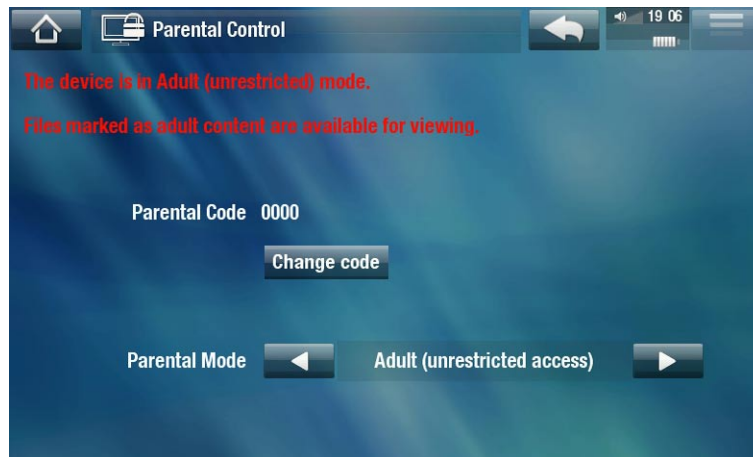 Parental Control
19 06
The device is in Adult (unrestricted) mode.
Files marked as adult content are available for viewing.
Parental Code 0000
Change code
Parental Mode Adult (unrestricted access)